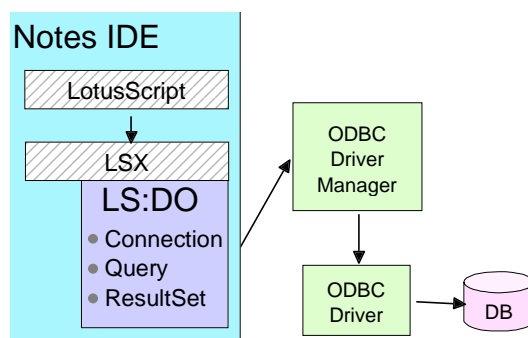 Notes IDE
LotusScript
LSX
LS:DO
Connection
Query
ResultSet
ODBC
Driver
Manager
ODBC
Driver
DB